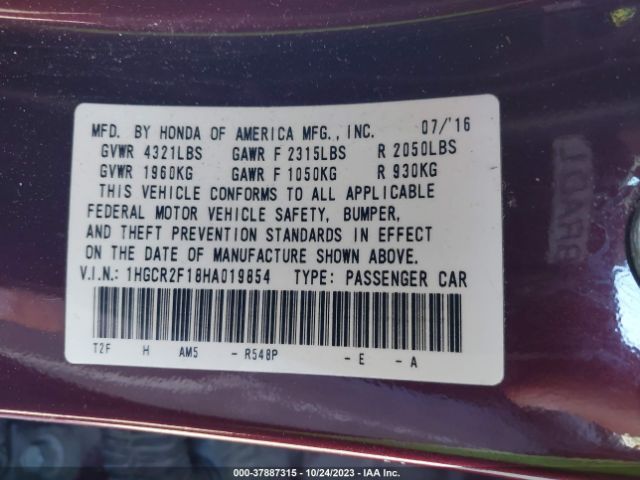 MFD. BY HONDA OF AMERICA MFG., INC. 07/'16
GVWR 4321LBS GAWR F 2315LBS R 2050LBS
GVWR 1960KG GAWR F 1050KG R 930KG
THIS VEHICLE CONFORMS TO ALL APPLICABLE
FEDERAL MOTOR VEHICLE SAFETY, BUMPER,
AND THEFT PREVENTION STANDARDS IN EFFECT
ON THE DATE OF MANUFACTURE SHOWN ABOVE.
V.I.N.: 1HGCR2F18HA019854 TYPE: PASSENGER CAR
T2F H AM5 - R548P - E - A
000-37887315 - 10/24/2023 - IAA Inc.